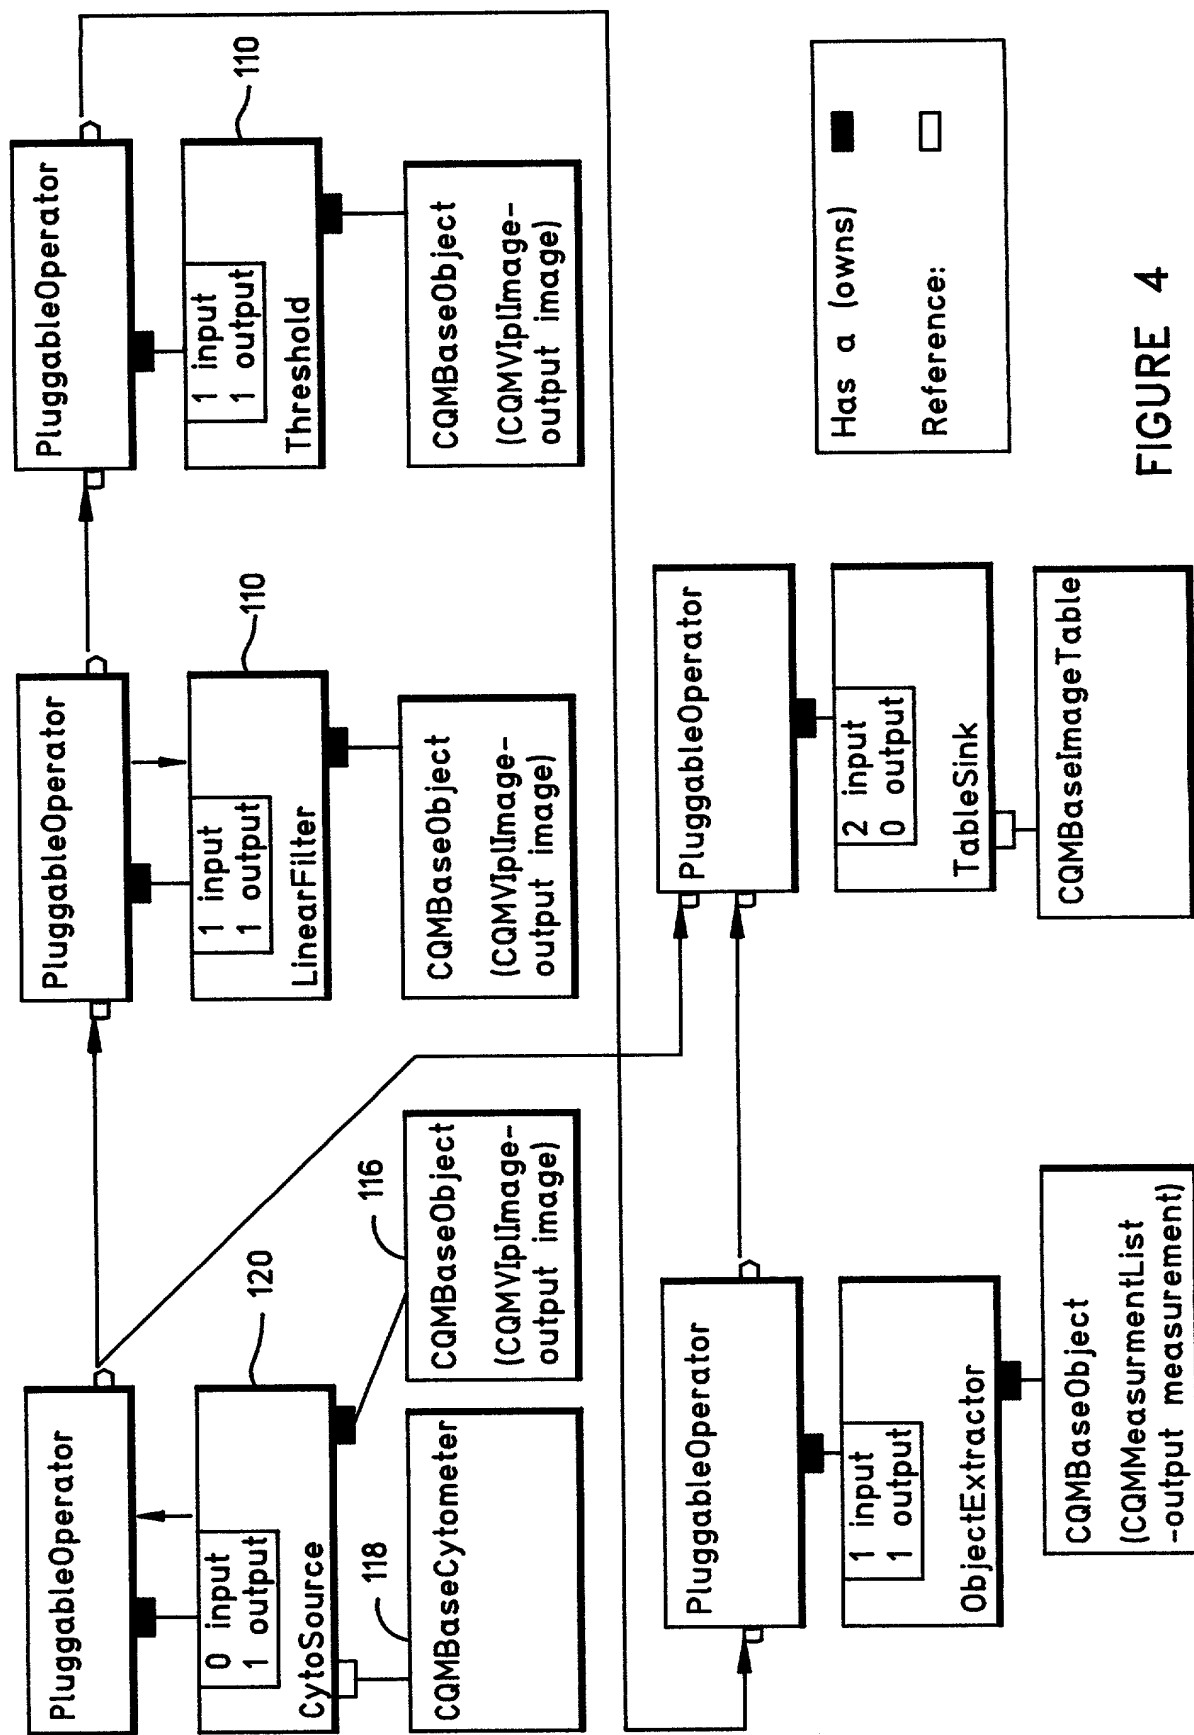 PluggableOperator
0 input
1 output
CytoSource
120
CQMBaseCytometer
118
CQMBaseObject
(CQMVIplImage-
output image)
116
PluggableOperator
1 input
1 output
LinearFilter
110
CQMBaseObject
(CQMVIplImage-
output image)
PluggableOperator
1 input
1 output
Threshold
110
CQMBaseObject
(CQMVIplImage-
output image)
PluggableOperator
1 input
1 output
ObjectExtractor
CQMBaseObject
(CQMMeasurmentList
-output measurement)
PluggableOperator
2 input
0 output
TableSink
CQMBaseImageTable
Has a (owns)
Reference:
FIGURE 4